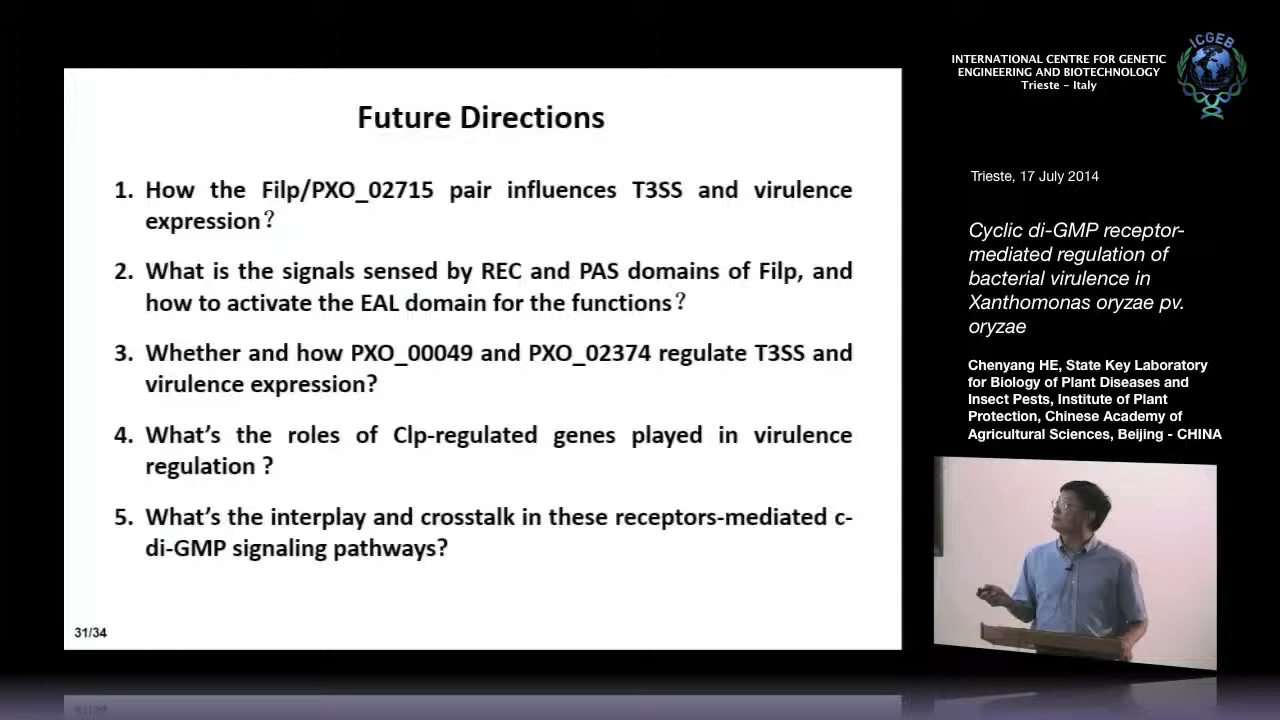 Future Directions
1. How the Filp/PXO_02715 pair influences T3SS and virulence
expression?
2. What is the signals sensed by REC and PAS domains of Filp, and
how to activate the EAL domain for the functions?
3. Whether and how PXO_00049 and PXO_02374 regulate T3SS and
virulence expression?
4. What's the roles of Clp-regulated genes played in virulence
regulation ?
5. What's the interplay and crosstalk in these receptors-mediated c-
di-GMP signaling pathways?
31/34
ICGEB
INTERNATIONAL CENTRE FOR GENETIC
ENGINEERING AND BIOTECHNOLOGY
Trieste – Italy
Trieste, 17 July 2014
Cyclic di-GMP receptor-
mediated regulation of
bacterial virulence in
Xanthomonas oryzae pv.
oryzae
Chenyang HE, State Key Laboratory
for Biology of Plant Diseases and
Insect Pests, Institute of Plant
Protection, Chinese Academy of
Agricultural Sciences, Beijing - CHINA